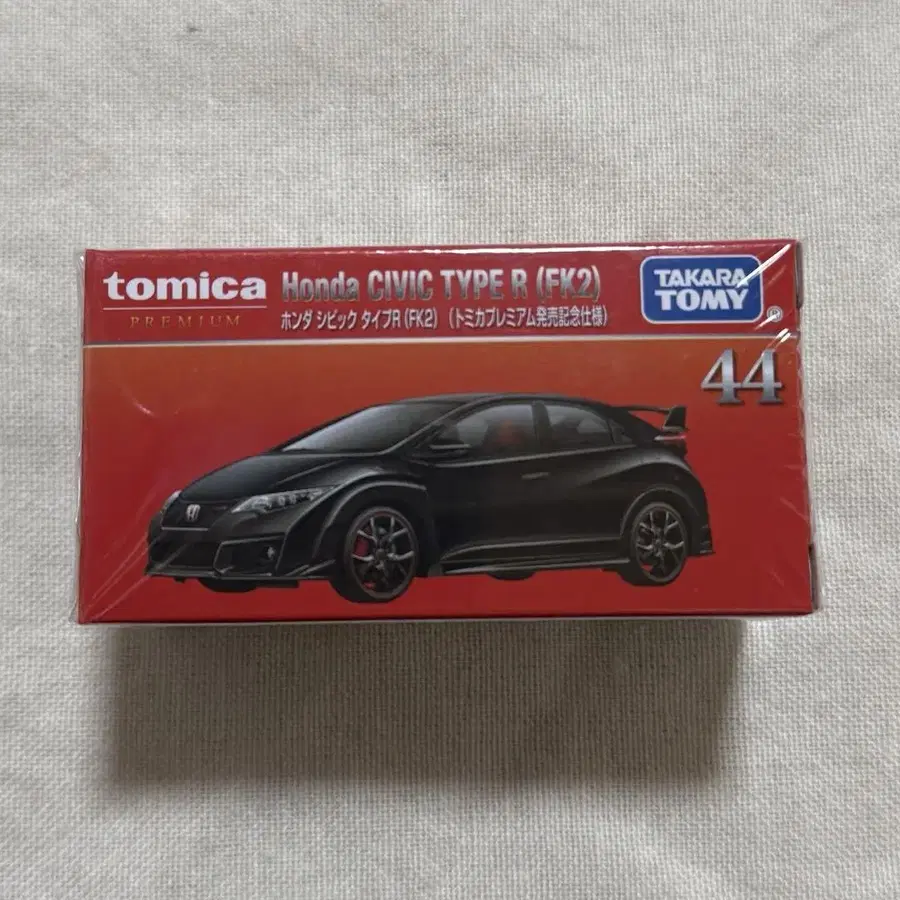 tomica
PREMIUM
Honda CIVIC TYPE R (FK2)
ホンダ シビック タイプR (FK2) (トミカプレミアム発売記念仕様)
TAKARA
TOMY
®
44